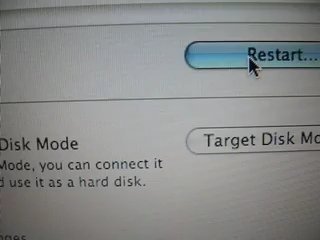 Restart...
Disk Mode
Target Disk Mo
Mode, you can connect it
d use it as a hard disk.